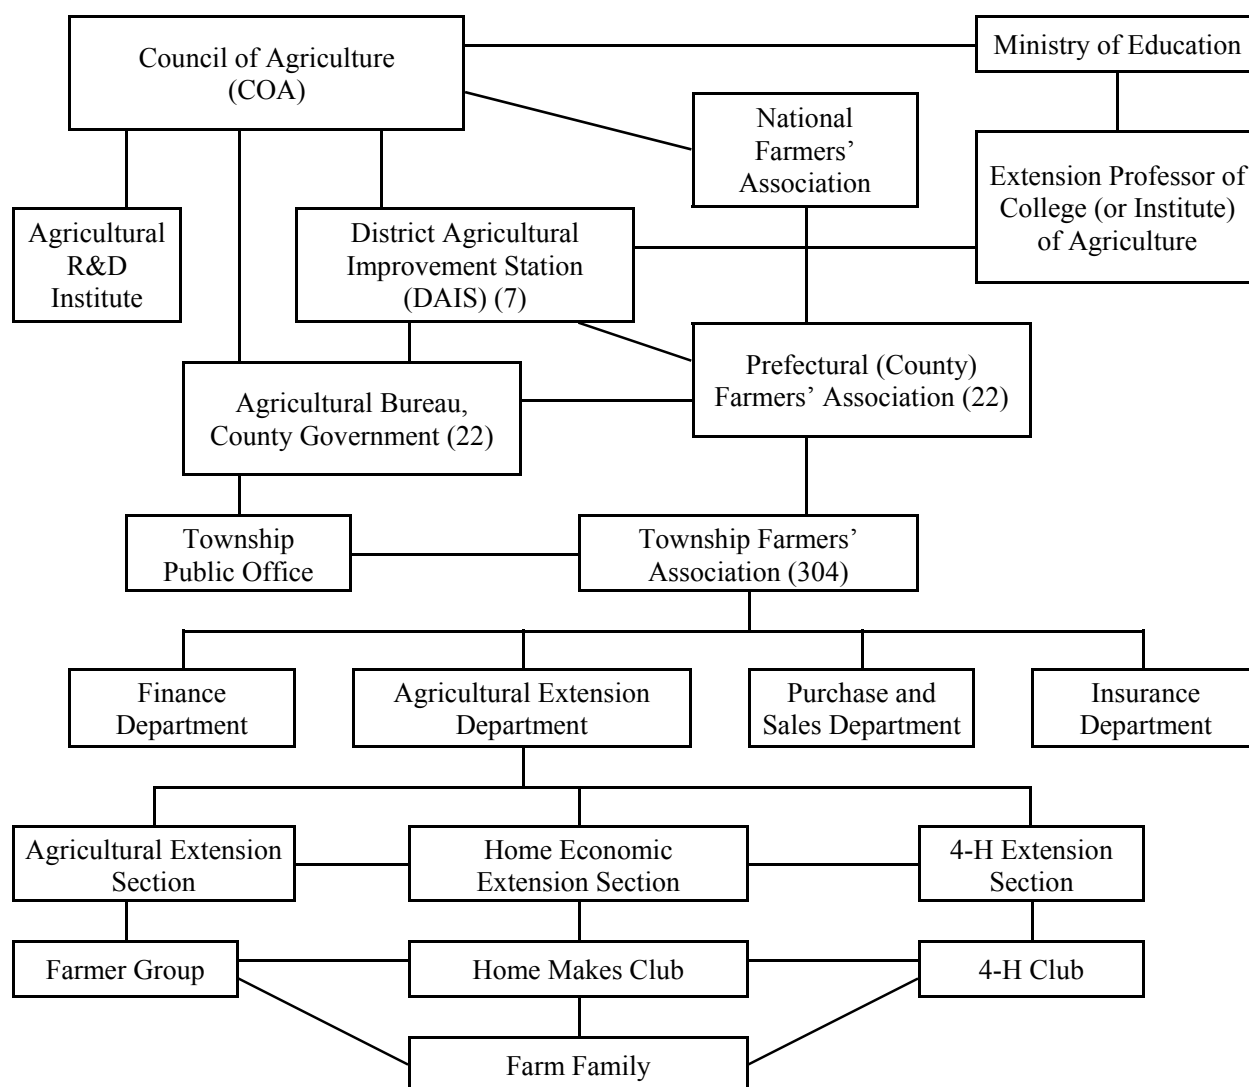 Council of Agriculture
(COA)
Ministry of Education
National
Farmers’
Association
Extension Professor of
College (or Institute)
of Agriculture
Agricultural
R&D
Institute
District Agricultural
Improvement Station
(DAIS) (7)
Prefectural (County)
Farmers’ Association (22)
Agricultural Bureau,
County Government (22)
Township
Public Office
Township Farmers’
Association (304)
Finance
Department
Agricultural Extension
Department
Purchase and
Sales Department
Insurance
Department
Agricultural Extension
Section
Home Economic
Extension Section
4-H Extension
Section
Farmer Group
Home Makes Club
4-H Club
Farm Family